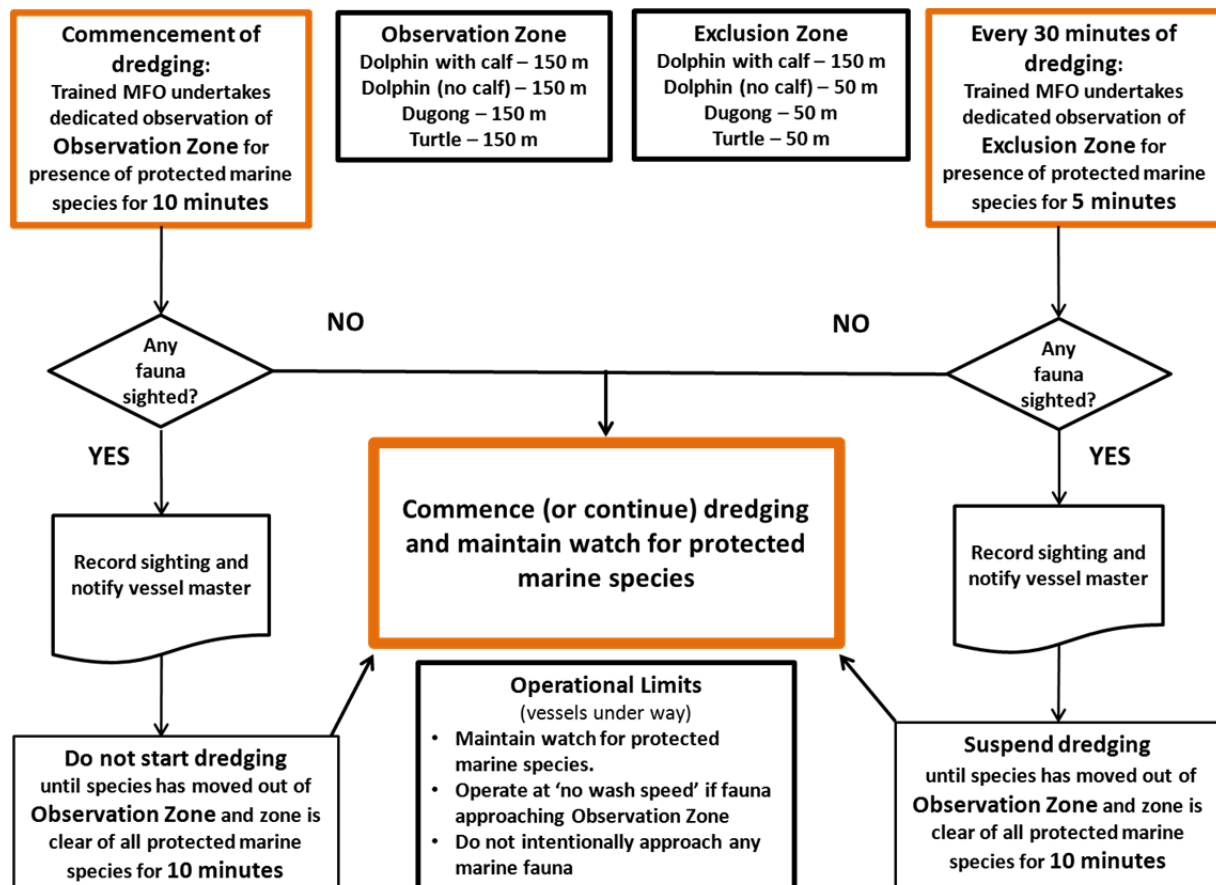 Commencement of
dredging:
Trained MFO undertakes
dedicated observation of
Observation Zone for
presence of protected marine
species for 10 minutes
Observation Zone
Dolphin with calf – 150 m
Dolphin (no calf) – 150 m
Dugong – 150 m
Turtle – 150 m
Exclusion Zone
Dolphin with calf – 150 m
Dolphin (no calf) – 50 m
Dugong – 50 m
Turtle – 50 m
Every 30 minutes of
dredging:
Trained MFO undertakes
dedicated observation of
Exclusion Zone for
presence of protected marine
species for 5 minutes
NO
NO
Any
fauna
sighted?
Any
fauna
sighted?
YES
YES
Record sighting and
notify vessel master
Commence (or continue) dredging
and maintain watch for protected
marine species
Record sighting and
notify vessel master
Do not start dredging
until species has moved out of
Observation Zone and zone is
clear of all protected marine
species for 10 minutes
Operational Limits
(vessels under way)
• Maintain watch for protected
marine species.
• Operate at ‘no wash speed’ if fauna
approaching Observation Zone
• Do not intentionally approach any
marine fauna
Suspend dredging
until species has moved out of
Observation Zone and zone is
clear of all protected marine
species for 10 minutes